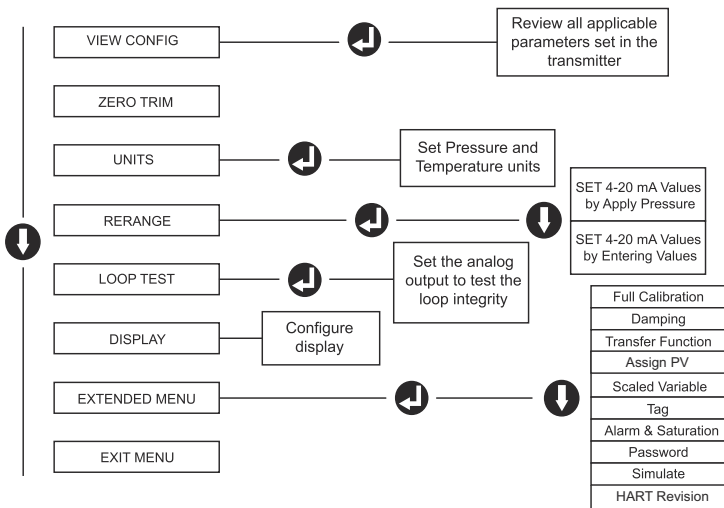 VIEW CONFIG
Review all applicable
parameters set in the
transmitter
ZERO TRIM
UNITS
Set Pressure and
Temperature units
RERANGE
SET 4-20 mA Values
by Apply Pressure
SET 4-20 mA Values
by Entering Values
LOOP TEST
Set the analog
output to test the
loop integrity
DISPLAY
Configure
display
EXTENDED MENU
Full Calibration
Damping
Transfer Function
Assign PV
Scaled Variable
Tag
Alarm & Saturation
Password
Simulate
HART Revision
EXIT MENU